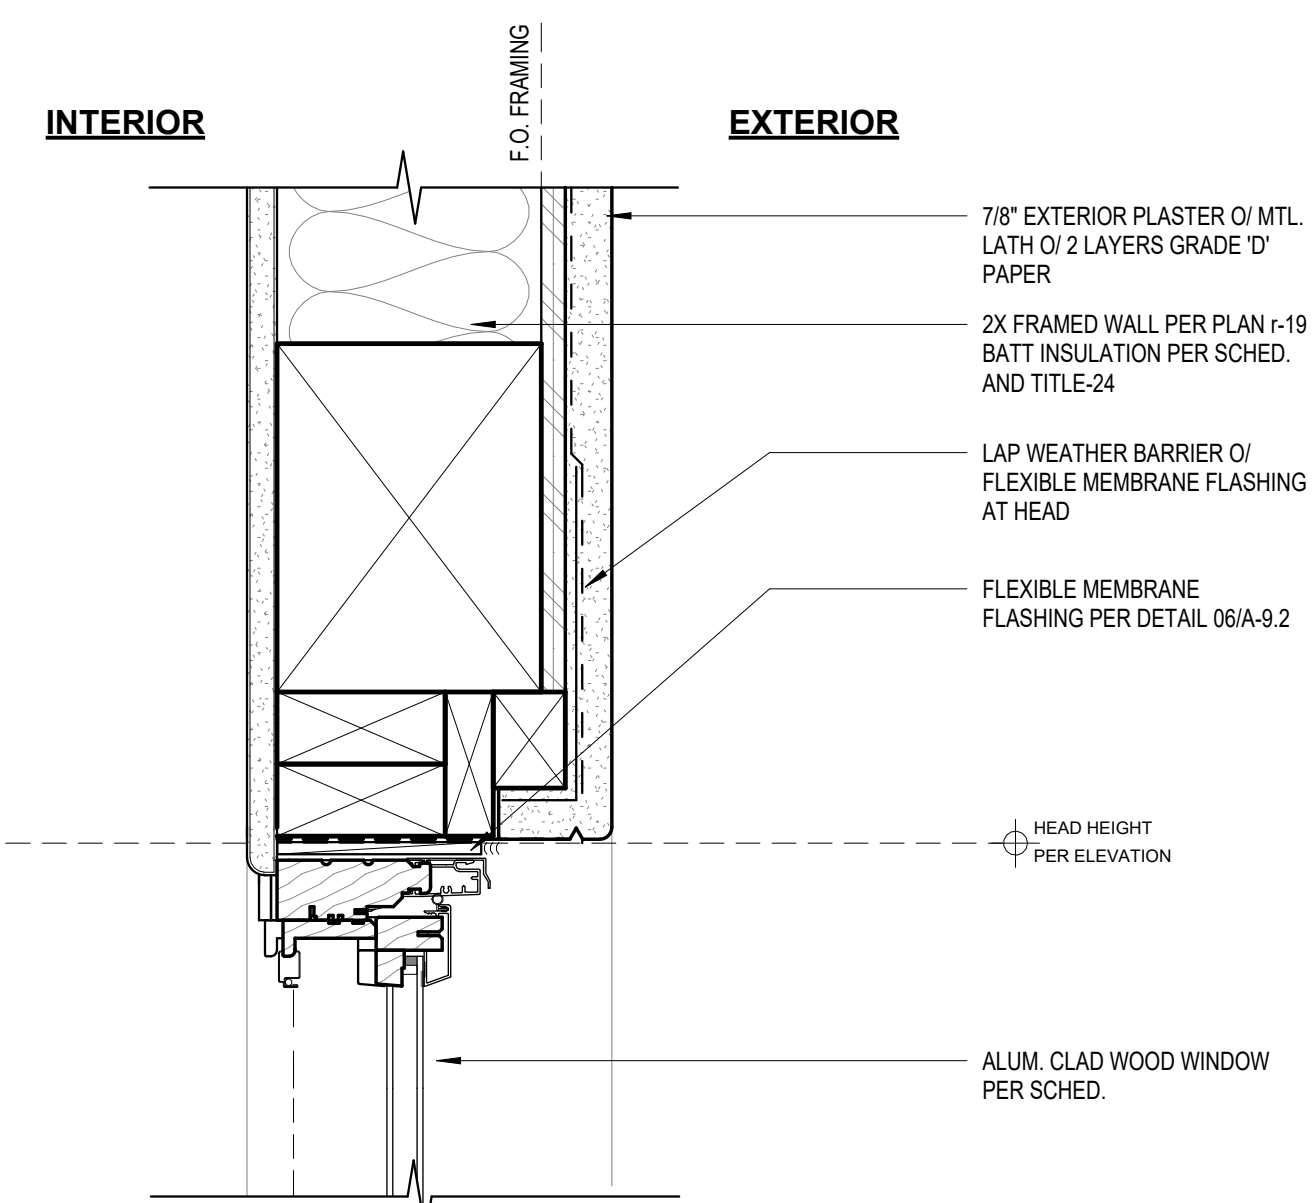 F.O. FRAMING
INTERIOR
EXTERIOR
7/8" EXTERIOR PLASTER O/ MTL.
LATH O/ 2 LAYERS GRADE 'D'
PAPER
2X FRAMED WALL PER PLAN r-19
BATT INSULATION PER SCHED.
AND TITLE-24
LAP WEATHER BARRIER O/
FLEXIBLE MEMBRANE FLASHING
AT HEAD
FLEXIBLE MEMBRANE
FLASHING PER DETAIL 06/A-9.2
HEAD HEIGHT
PER ELEVATION
ALUM. CLAD WOOD WINDOW
PER SCHED.